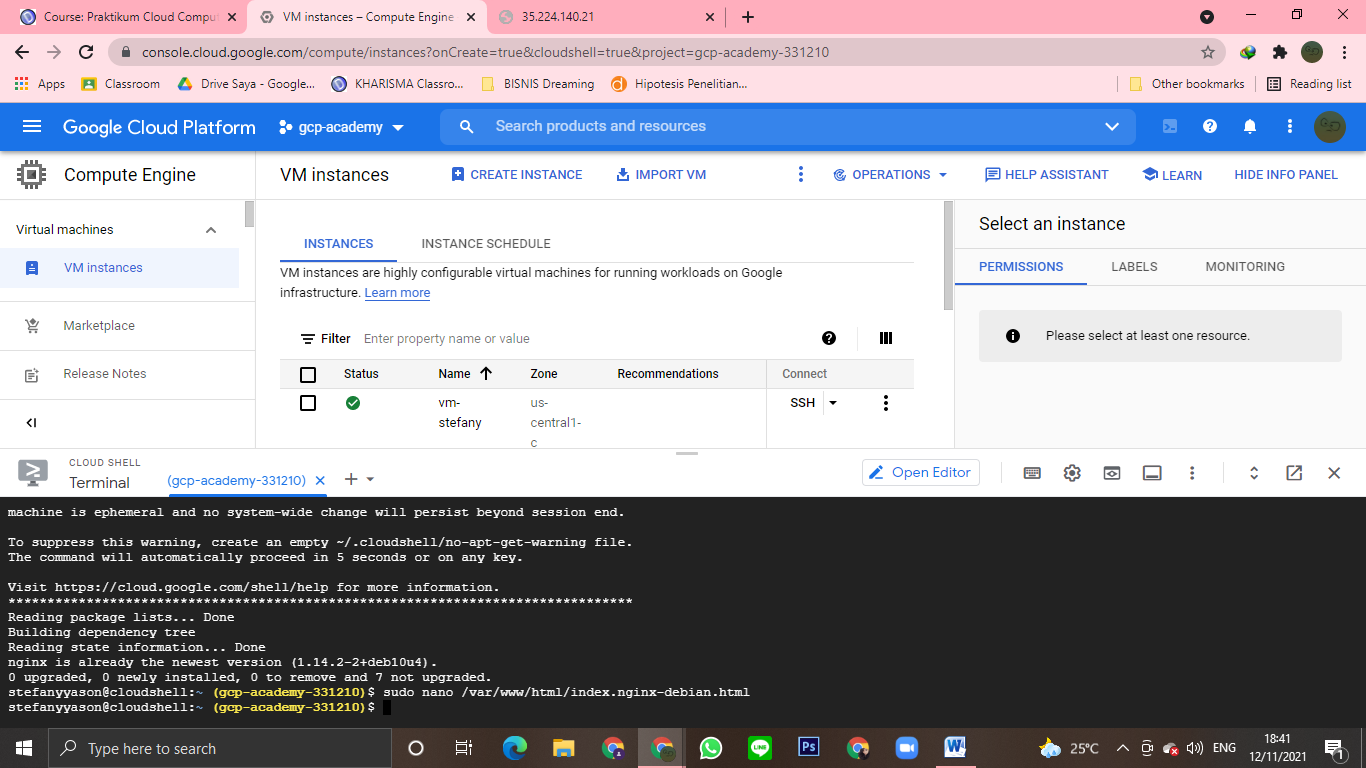 Course: Praktikum Cloud Comput
VM instances – Compute Engine
35.224.140.21
console.cloud.google.com/compute/instances?onCreate=true&cloudshell=true&project=gcp-academy-331210
Apps
Classroom
Drive Saya - Google...
KHARISMA Classro...
BISNIS Dreaming
Hipotesis Penelitian...
Other bookmarks
Reading list
Google Cloud Platform
gcp-academy
Search products and resources
Compute Engine
VM instances
CREATE INSTANCE
IMPORT VM
OPERATIONS
HELP ASSISTANT
LEARN
HIDE INFO PANEL
Virtual machines
VM instances
Marketplace
Release Notes
INSTANCES
INSTANCE SCHEDULE
VM instances are highly configurable virtual machines for running workloads on Google
infrastructure. Learn more
Filter Enter property name or value
Status Name Zone Recommendations Connect
vm-
stefany
us-
central1-
c
SSH
Select an instance
PERMISSIONS
LABELS
MONITORING
Please select at least one resource.
CLOUD SHELL
Terminal
(gcp-academy-331210)
Open Editor
machine is ephemeral and no system-wide change will persist beyond session end.
To suppress this warning, create an empty ~/.cloudshell/no-apt-get-warning file.
The command will automatically proceed in 5 seconds or on any key.
Visit https://cloud.google.com/shell/help for more information.
********************************************************************************
Reading package lists... Done
Building dependency tree
Reading state information... Done
nginx is already the newest version (1.14.2-2+deb10u4).
0 upgraded, 0 newly installed, 0 to remove and 7 not upgraded.
stefanyyason@cloudshell:~ (gcp-academy-331210)$ sudo nano /var/www/html/index.nginx-debian.html
stefanyyason@cloudshell:~ (gcp-academy-331210)$
Type here to search
LINE
Ps
W
25°C
ENG
18:41
12/11/2021
1